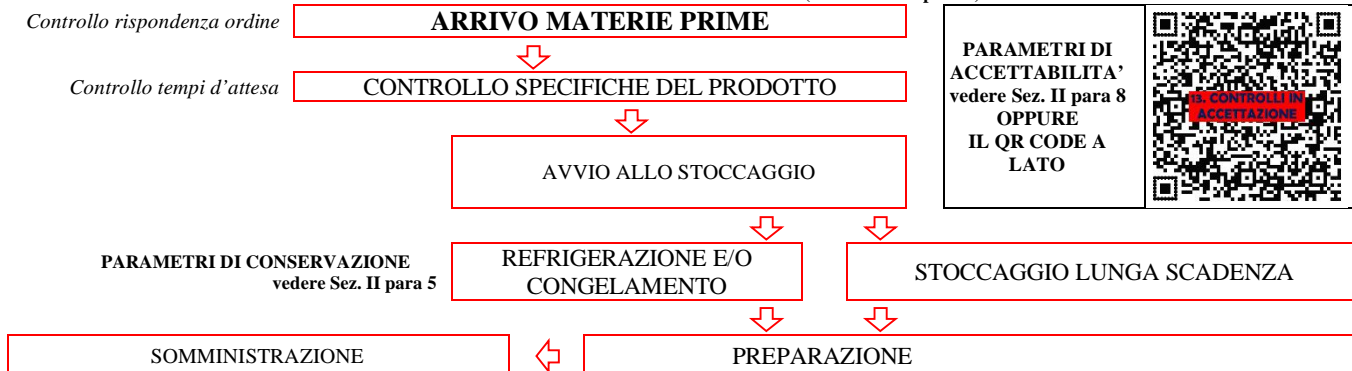 Controllo rispondenza ordine
ARRIVO MATERIE PRIME
Controllo tempi d'attesa
CONTROLLO SPECIFICHE DEL PRODOTTO
PARAMETRI DI
ACCETTABILITA'
vedere Sez. II para 8
OPPURE
IL QR CODE A
LATO
13. CONTROLLI IN
ACCETTAZIONE
AVVIO ALLO STOCCAGGIO
PARAMETRI DI CONSERVAZIONE
vedere Sez. II para 5
REFRIGERAZIONE E/O
CONGELAMENTO
STOCCAGGIO LUNGA SCADENZA
SOMMINISTRAZIONE
PREPARAZIONE